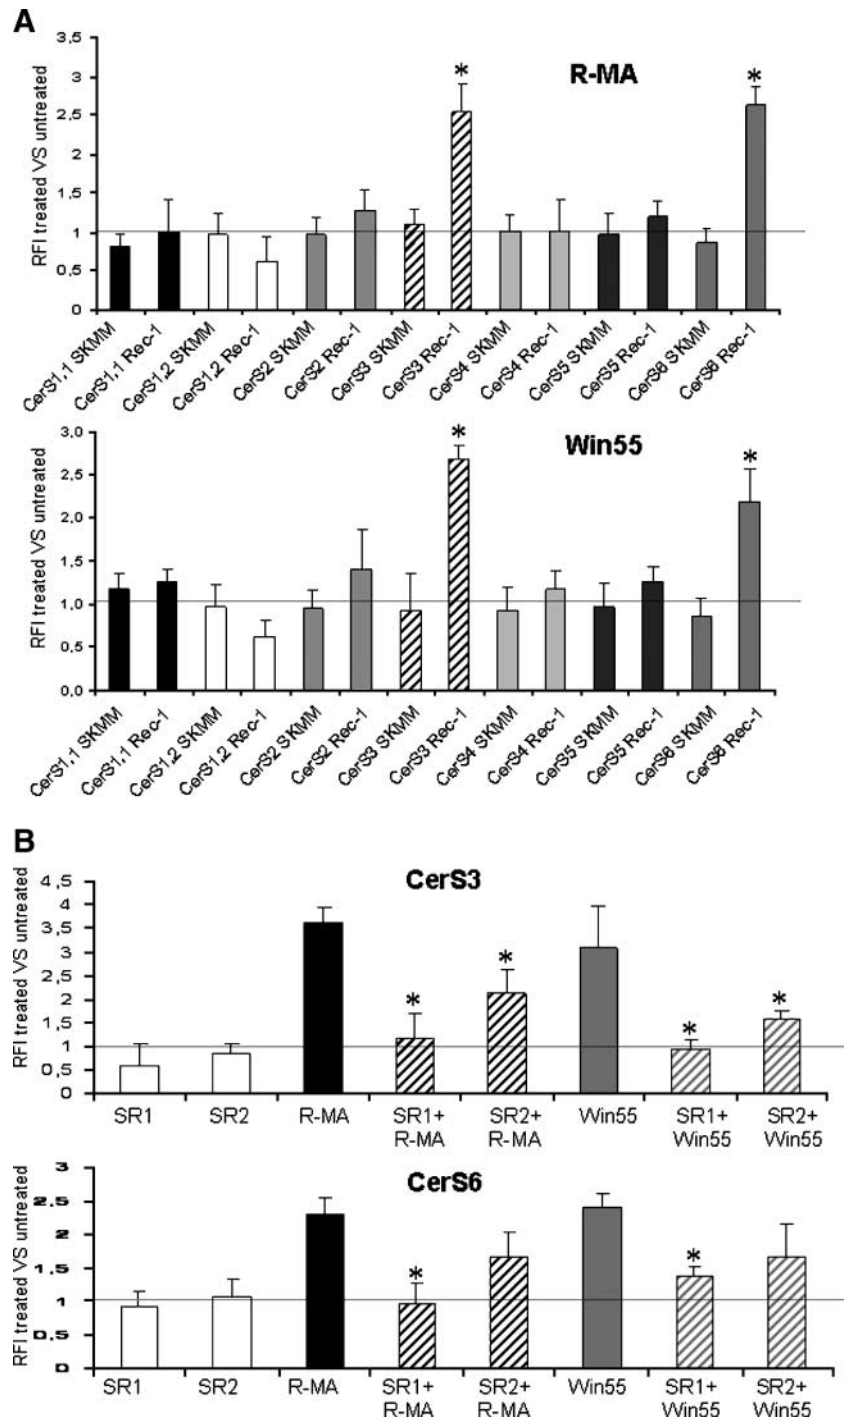 A
R-MA
RFI treated VS untreated
3,5
3
2,5
2
1,5
1
0,5
0
*
*
CerS1,1 SKMM
CerS1,1 Rec-1
CerS1,2 SKMM
CerS1,2 Rec-1
CerS2 SKMM
CerS2 Rec-1
CerS3 SKMM
CerS3 Rec-1
CerS4 SKMM
CerS4 Rec-1
CerS5 SKMM
CerS5 Rec-1
CerS6 SKMM
CerS6 Rec-1
Win55
RFI treated VS untreated
3,0
2,5
2,0
1,5
1,0
0,5
0,0
*
*
CerS1,1 SKMM
CerS1,1 Rec-1
CerS1,2 SKMM
CerS1,2 Rec-1
CerS2 SKMM
CerS2 Rec-1
CerS3 SKMM
CerS3 Rec-1
CerS4 SKMM
CerS4 Rec-1
CerS5 SKMM
CerS5 Rec-1
CerS6 SKMM
CerS6 Rec-1
B
CerS3
RFI treated VS untreated
4,5
4
3,5
3
2,5
2
1,5
1
0,5
0
*
*
*
*
SR1
SR2
R-MA
SR1+
R-MA
SR2+
R-MA
Win55
SR1+
Win55
SR2+
Win55
CerS6
RFI treated VS untreated
3
2.5
2
1.5
1
0.5
0
*
*
SR1
SR2
R-MA
SR1+
R-MA
SR2+
R-MA
Win55
SR1+
Win55
SR2+
Win55